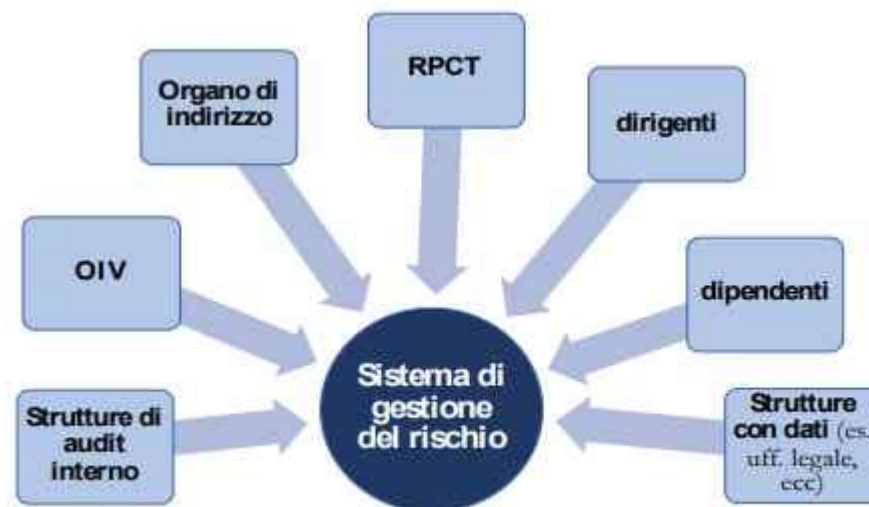 RPCT
Organo di
indirizzo
dirigenti
OIV
dipendenti
Sistema di
gestione
del rischio
Strutture di
audit
interno
Strutture
con dati (es.
uff. legale,
ecc)